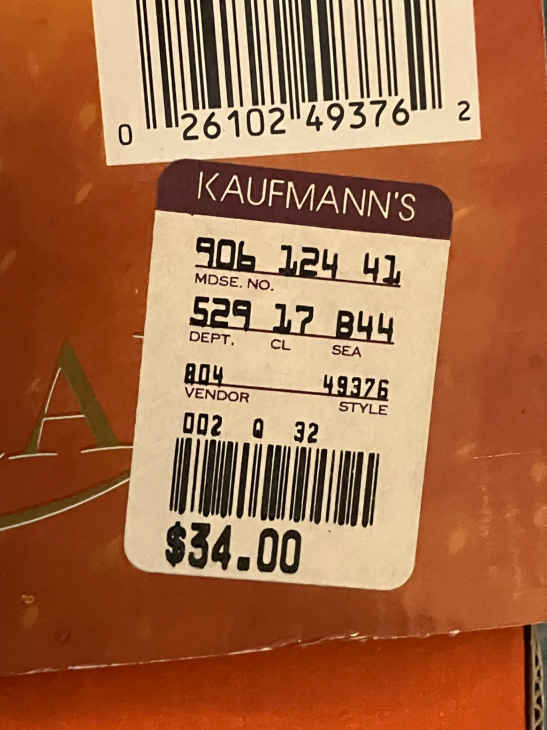 0 26102 49376 2
KAUFMANN'S
906 124 41
MDSE. NO.
529 17 B44
DEPT. CL SEA
804 49376
VENDOR STYLE
002 Q 32
$34.00
A